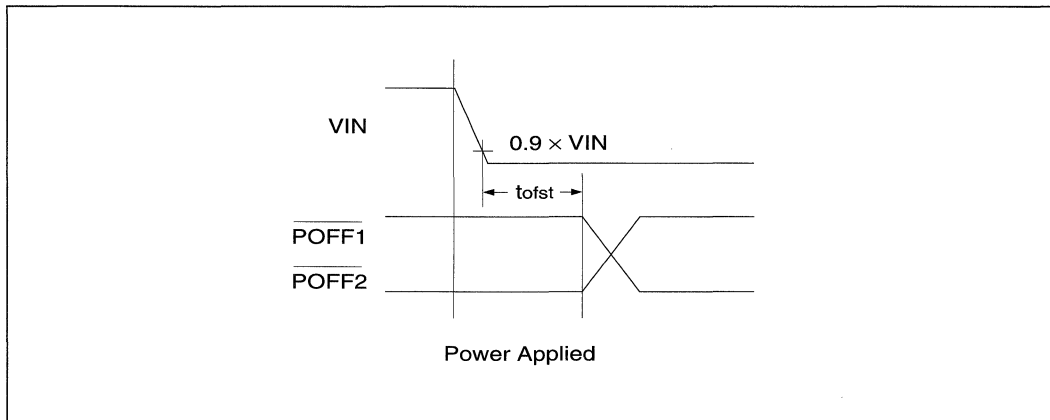 VIN
0.9 × VIN
tofst
POFF1
POFF2
Power Applied